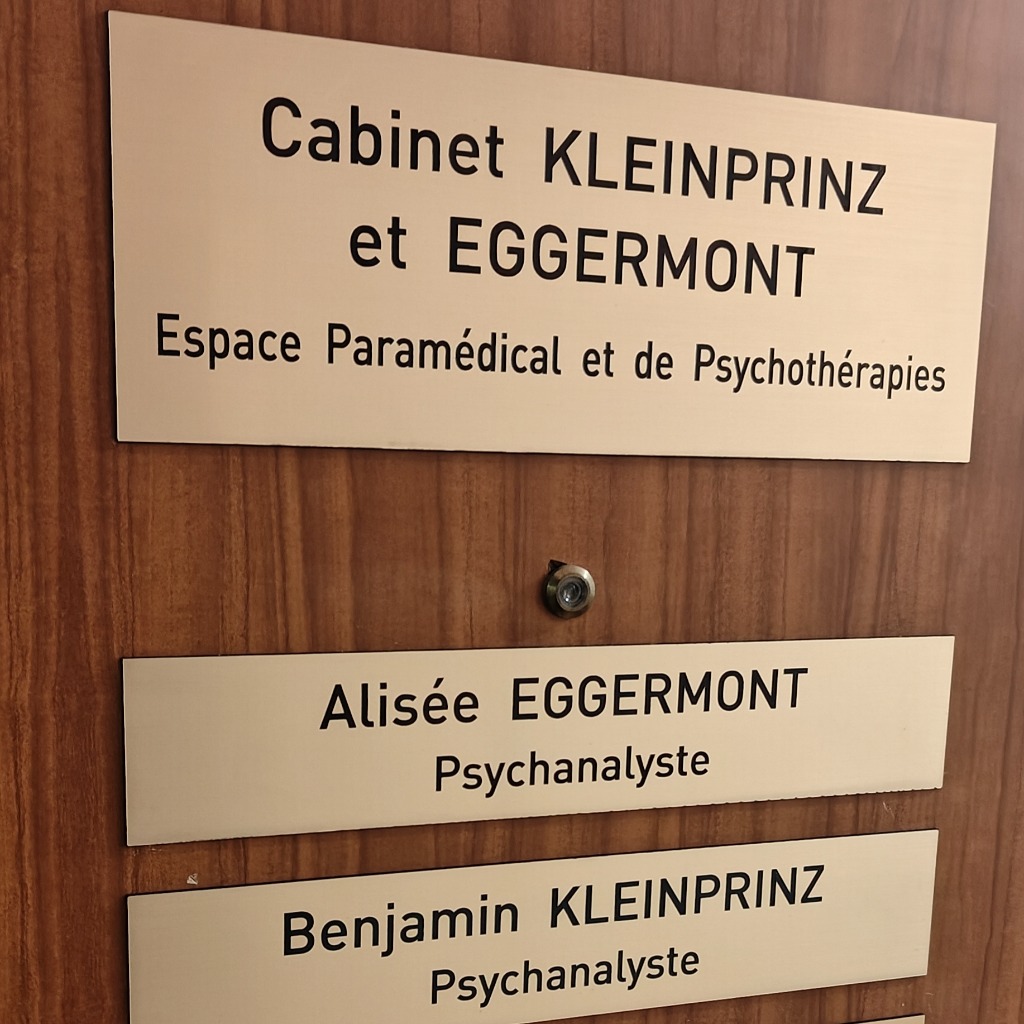 Cabinet KLEINPRINZ
et EGGERMONT
Espace Paramédical et de Psychothérapies
Alisée EGGERMONT
Psychanalyste
Benjamin KLEINPRINZ
Psychanalyste